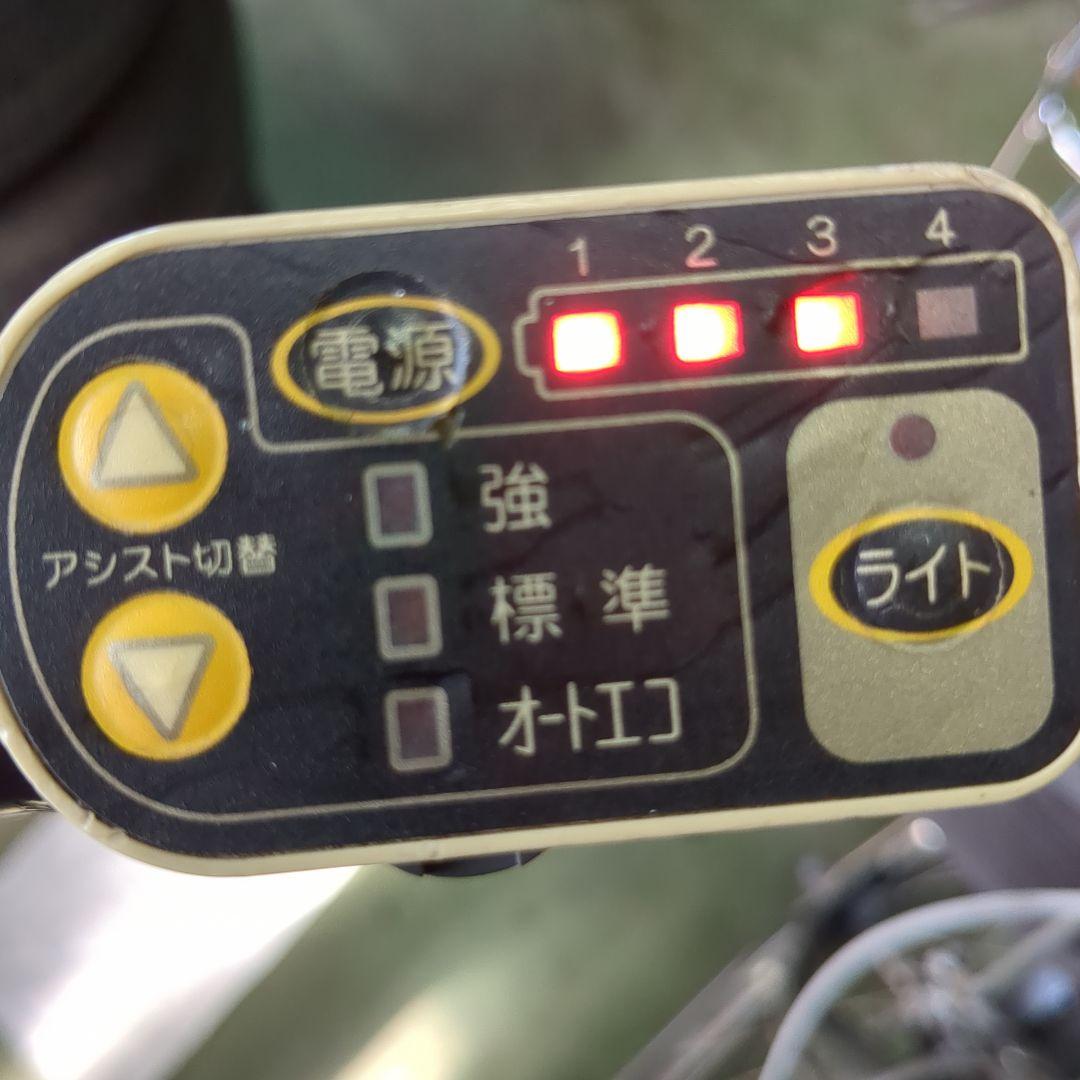 1 2 3 4
電源
アシスト切替
強
標準
オートエコ
ライト